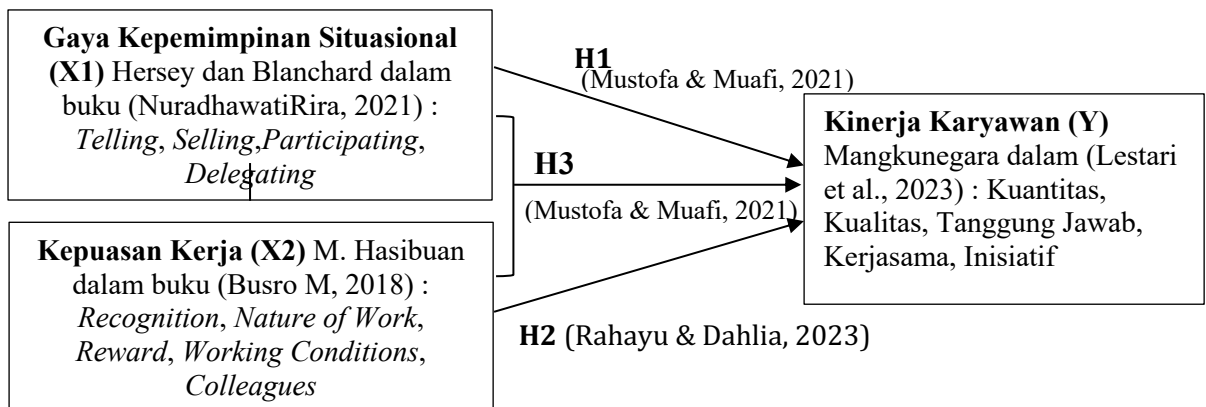 Gaya Kepemimpinan Situasional
(X1) Hersey dan Blanchard dalam
buku (NuradhawatiRira, 2021) :
Telling, Selling,Participating,
Delegating
Kepuasan Kerja (X2) M. Hasibuan
dalam buku (Busro M, 2018) :
Recognition, Nature of Work,
Reward, Working Conditions,
Colleagues
H1
(Mustofa & Muafi, 2021)
H3
(Mustofa & Muafi, 2021)
H2 (Rahayu & Dahlia, 2023)
Kinerja Karyawan (Y)
Mangkunegara dalam (Lestari
et al., 2023) : Kuantitas,
Kualitas, Tanggung Jawab,
Kerjasama, Inisiatif